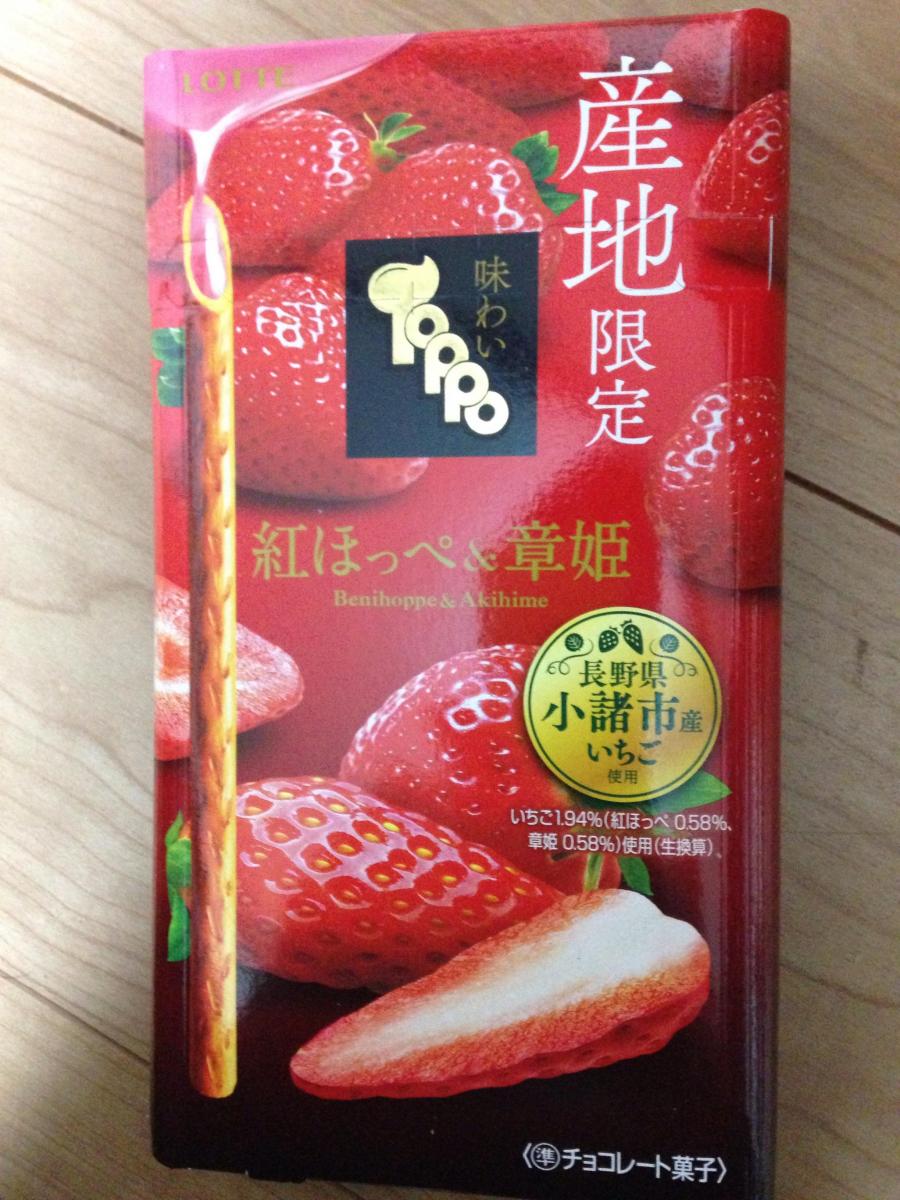 LOTTE
産地限定
味わい
Toppo
紅ほっぺ&章姫
Benihoppe & Akihime
長野県
小諸市産
いちご
使用
いちご1.94%(紅ほっぺ 0.58%、
章姫 0.58%)使用(生換算)、
〈準チョコレート菓子〉